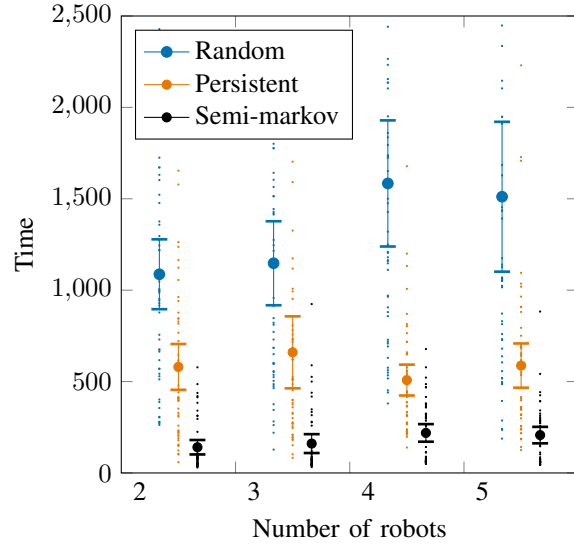 2,500
2,000
1,500
1,000
500
0
Time
Random
Persistent
Semi-markov
2 3 4 5
Number of robots